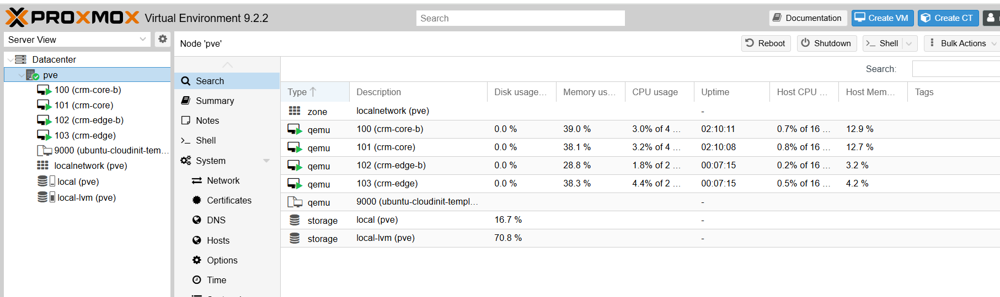 PROXMOX Virtual Environment 9.2.2
Search
Documentation
Create VM
Create CT
Server View
Node 'pve'
Reboot
Shutdown
Shell
Bulk Actions
Datacenter
pve
100 (crm-core-b)
101 (crm-core)
102 (crm-edge-b)
103 (crm-edge)
9000 (ubuntu-cloudinit-tem...
localnetwork (pve)
local (pve)
local-lvm (pve)
Search
Summary
Notes
Shell
System
Network
Certificates
DNS
Hosts
Options
Time
Search:
Type Description Disk usage... Memory us... CPU usage Uptime Host CPU ... Host Mem... Tags
zone localnetwork (pve) -
qemu 100 (crm-core-b) 0.0 % 39.0 % 3.0% of 4 ... 02:10:11 0.7% of 16 ... 12.9 %
qemu 101 (crm-core) 0.0 % 38.1 % 3.2% of 4 ... 02:10:08 0.8% of 16 ... 12.7 %
qemu 102 (crm-edge-b) 0.0 % 28.8 % 1.8% of 2 ... 00:07:15 0.2% of 16 ... 3.2 %
qemu 103 (crm-edge) 0.0 % 38.3 % 4.4% of 2 ... 00:07:15 0.5% of 16 ... 4.2 %
qemu 9000 (ubuntu-cloudinit-templ... -
storage local (pve) 16.7 % -
storage local-lvm (pve) 70.8 % -